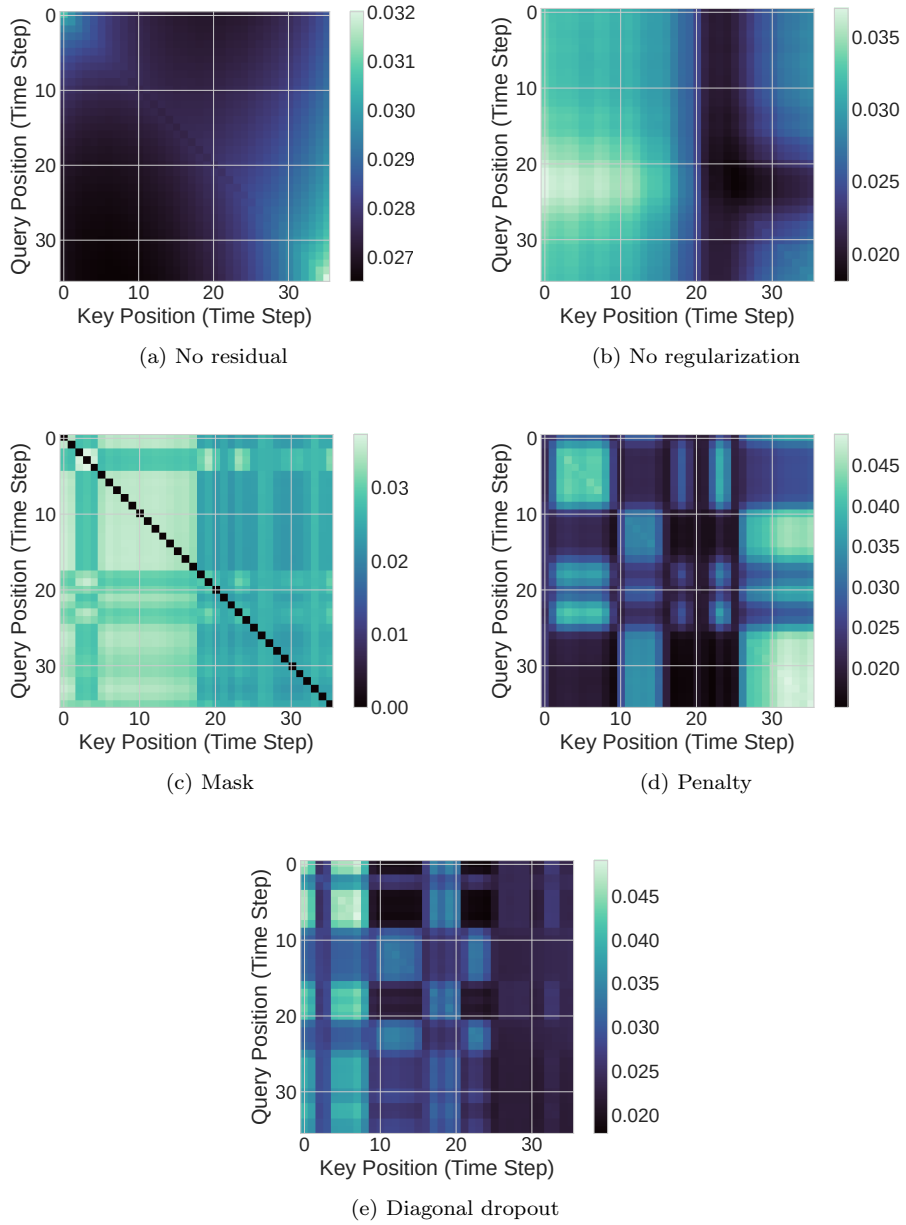 0
10
20
30
Query Position (Time Step)
0 20 30
Key Position (Time Step)
0.032
0.031
0.030
0.029
0.028
0.027
(a) No residual
0
10
20
30
Query Position (Time Step)
0 10 20 30
Key Position (Time Step)
0.035
0.030
0.025
0.020
(b) No regularization
0
10
20
30
Query Position (Time Step)
0 10 20 30
Key Position (Time Step)
0.03
0.02
0.01
0.00
(c) Mask
0
10
20
30
Query Position (Time Step)
0 10 20 30
Key Position (Time Step)
0.045
0.040
0.035
0.030
0.025
0.020
(d) Penalty
0
10
20
30
Query Position (Time Step)
0 10 20 30
Key Position (Time Step)
0.045
0.040
0.035
0.030
0.025
0.020
(e) Diagonal dropout